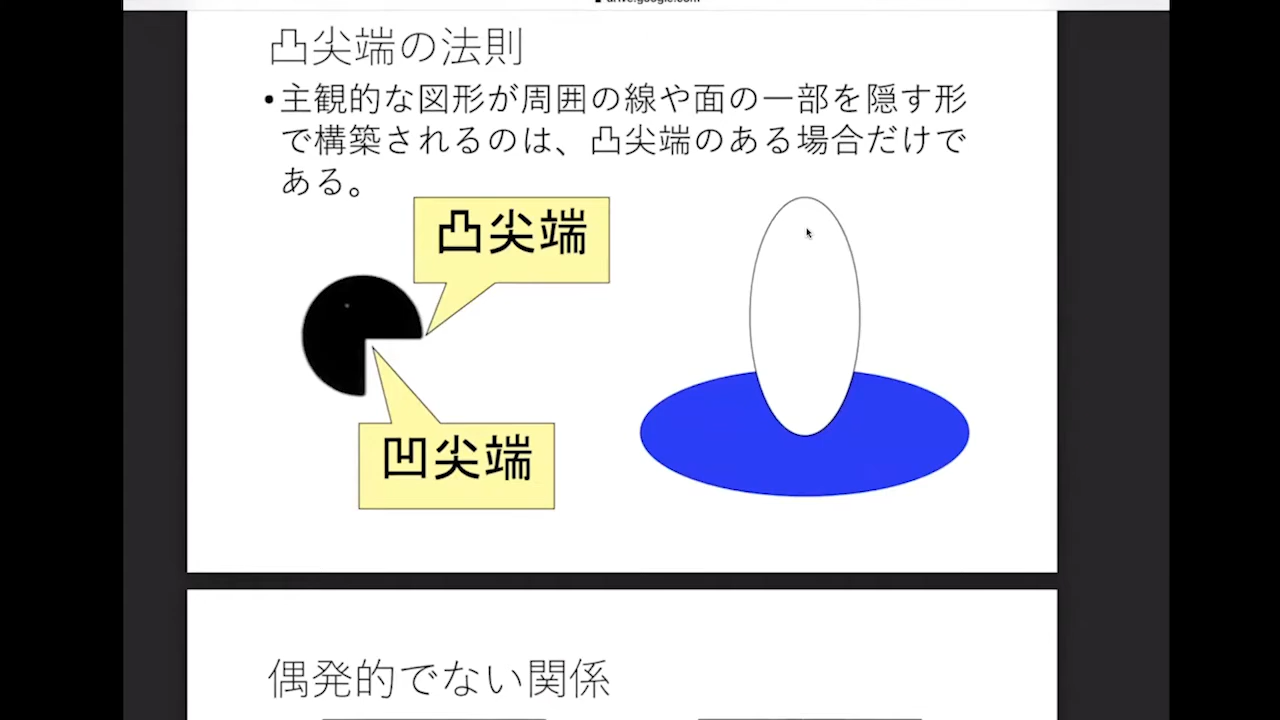 凸尖端の法則
•主観的な図形が周囲の線や面の一部を隠す形
で構築されるのは、凸尖端のある場合だけで
ある。
凸尖端
凹尖端
偶発的でない関係